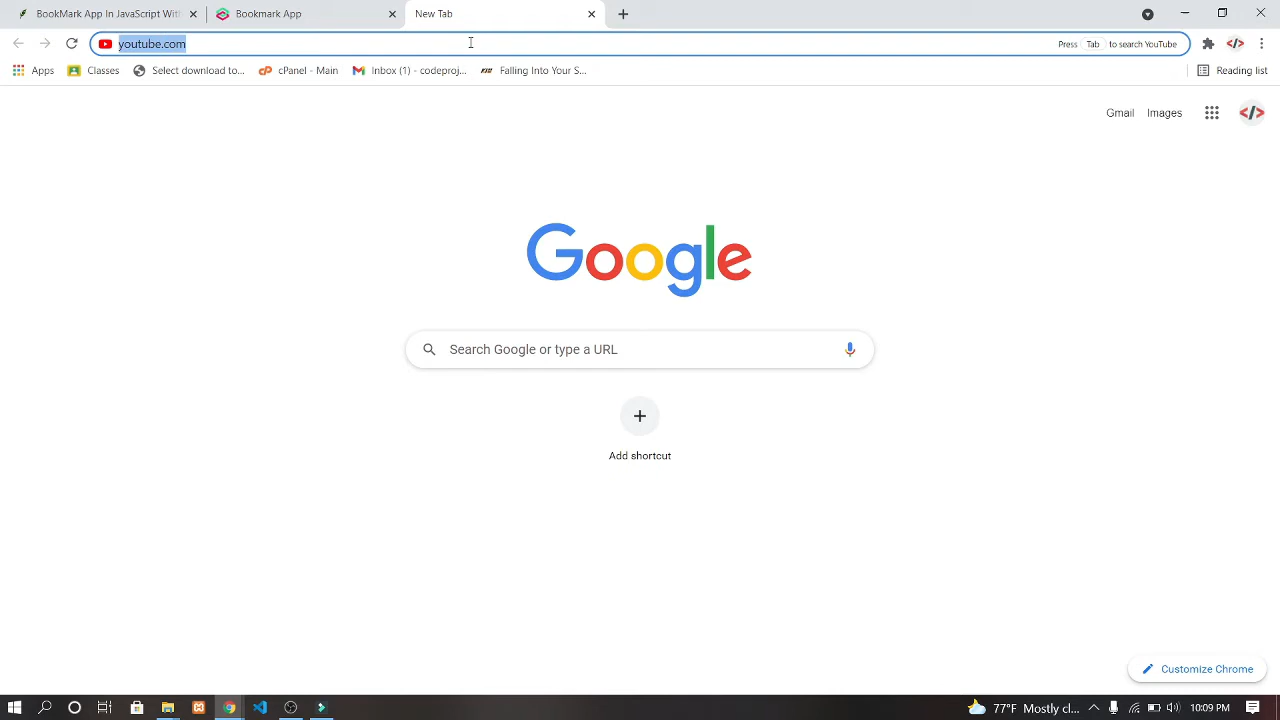 BookMark App In JavaScript With
Bookmark App
New Tab
youtube.com
Press Tab to search YouTube
Apps
Classes
Select download to...
cPanel - Main
Inbox (1) - codeproj...
Falling Into Your S...
Reading list
Gmail
Images
Google
Search Google or type a URL
Add shortcut
Customize Chrome
77°F Mostly cl...
10:09 PM